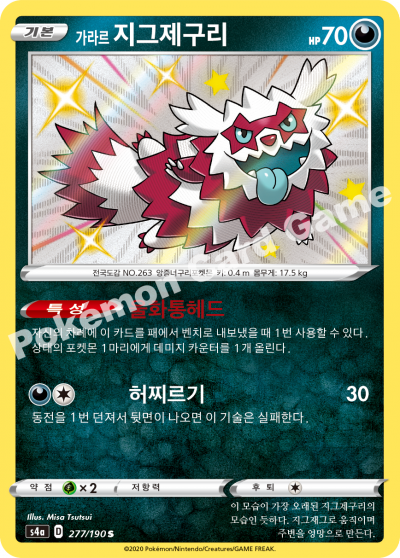 기본 가라르 지그제구리 HP 70
전국도감 NO.263 앙증너구리포켓몬 키: 0.4 m 몸무게: 17.5 kg
특성 울화통헤드
자신의 차례에 이 카드를 패에서 벤치로 내보냈을 때 1번 사용할 수 있다.
상대의 포켓몬 1마리에게 데미지 카운터를 1개 올린다.
허찌르기 30
동전을 1번 던져서 뒷면이 나오면 이 기술은 실패한다.
약점 ×2 저항력 후퇴
Illus. Misa Tsutsui
s4a D 277/190 S
이 모습이 가장 오래된 지그제구리의
모습인 듯하다. 지그재그로 움직이며
주변을 엉망으로 만든다.
©2020 Pokémon/Nintendo/Creatures/GAME FREAK.
Pokemon Card Game